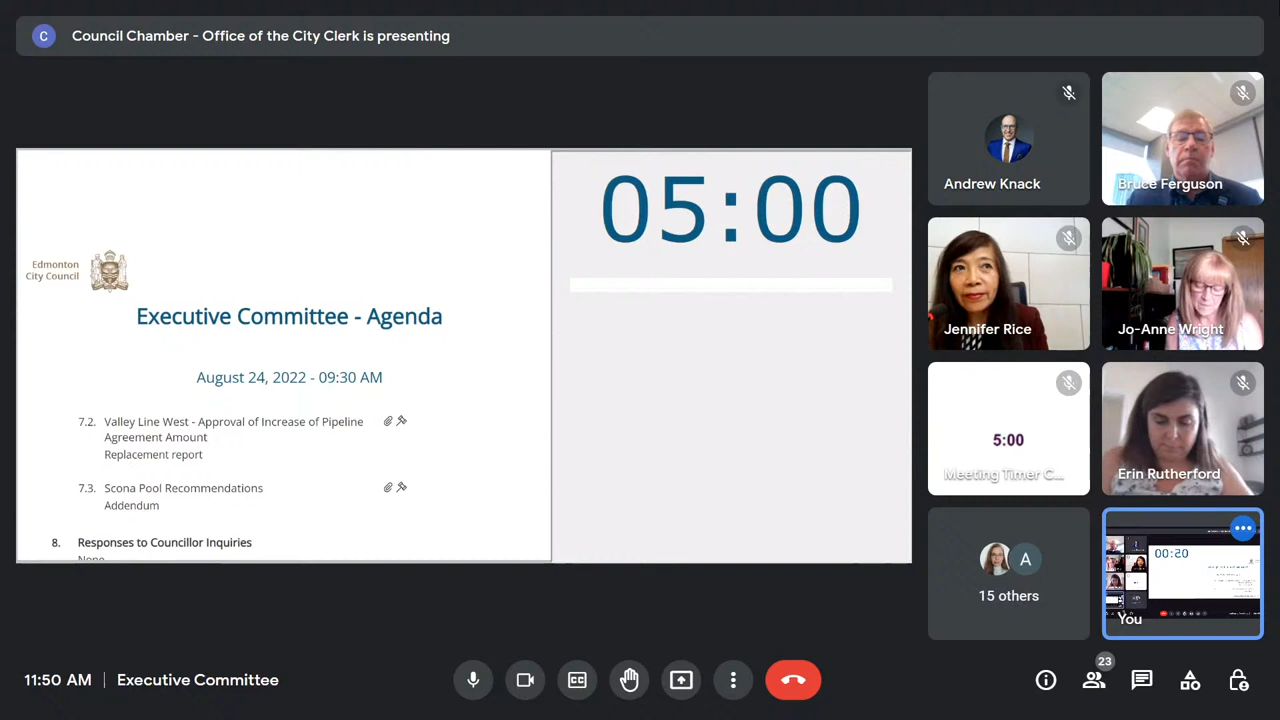 C
Council Chamber - Office of the City Clerk is presenting
Edmonton
City Council
Executive Committee - Agenda
August 24, 2022 - 09:30 AM
7.2. Valley Line West - Approval of Increase of Pipeline
Agreement Amount
Replacement report
7.3. Scona Pool Recommendations
Addendum
8. Responses to Councillor Inquiries
None
05:00
Andrew Knack
Bruce Ferguson
Jennifer Rice
Jo-Anne Wright
5:00
Meeting Timer C...
Erin Rutherford
A
15 others
05:00
You
11:50 AM
Executive Committee
23